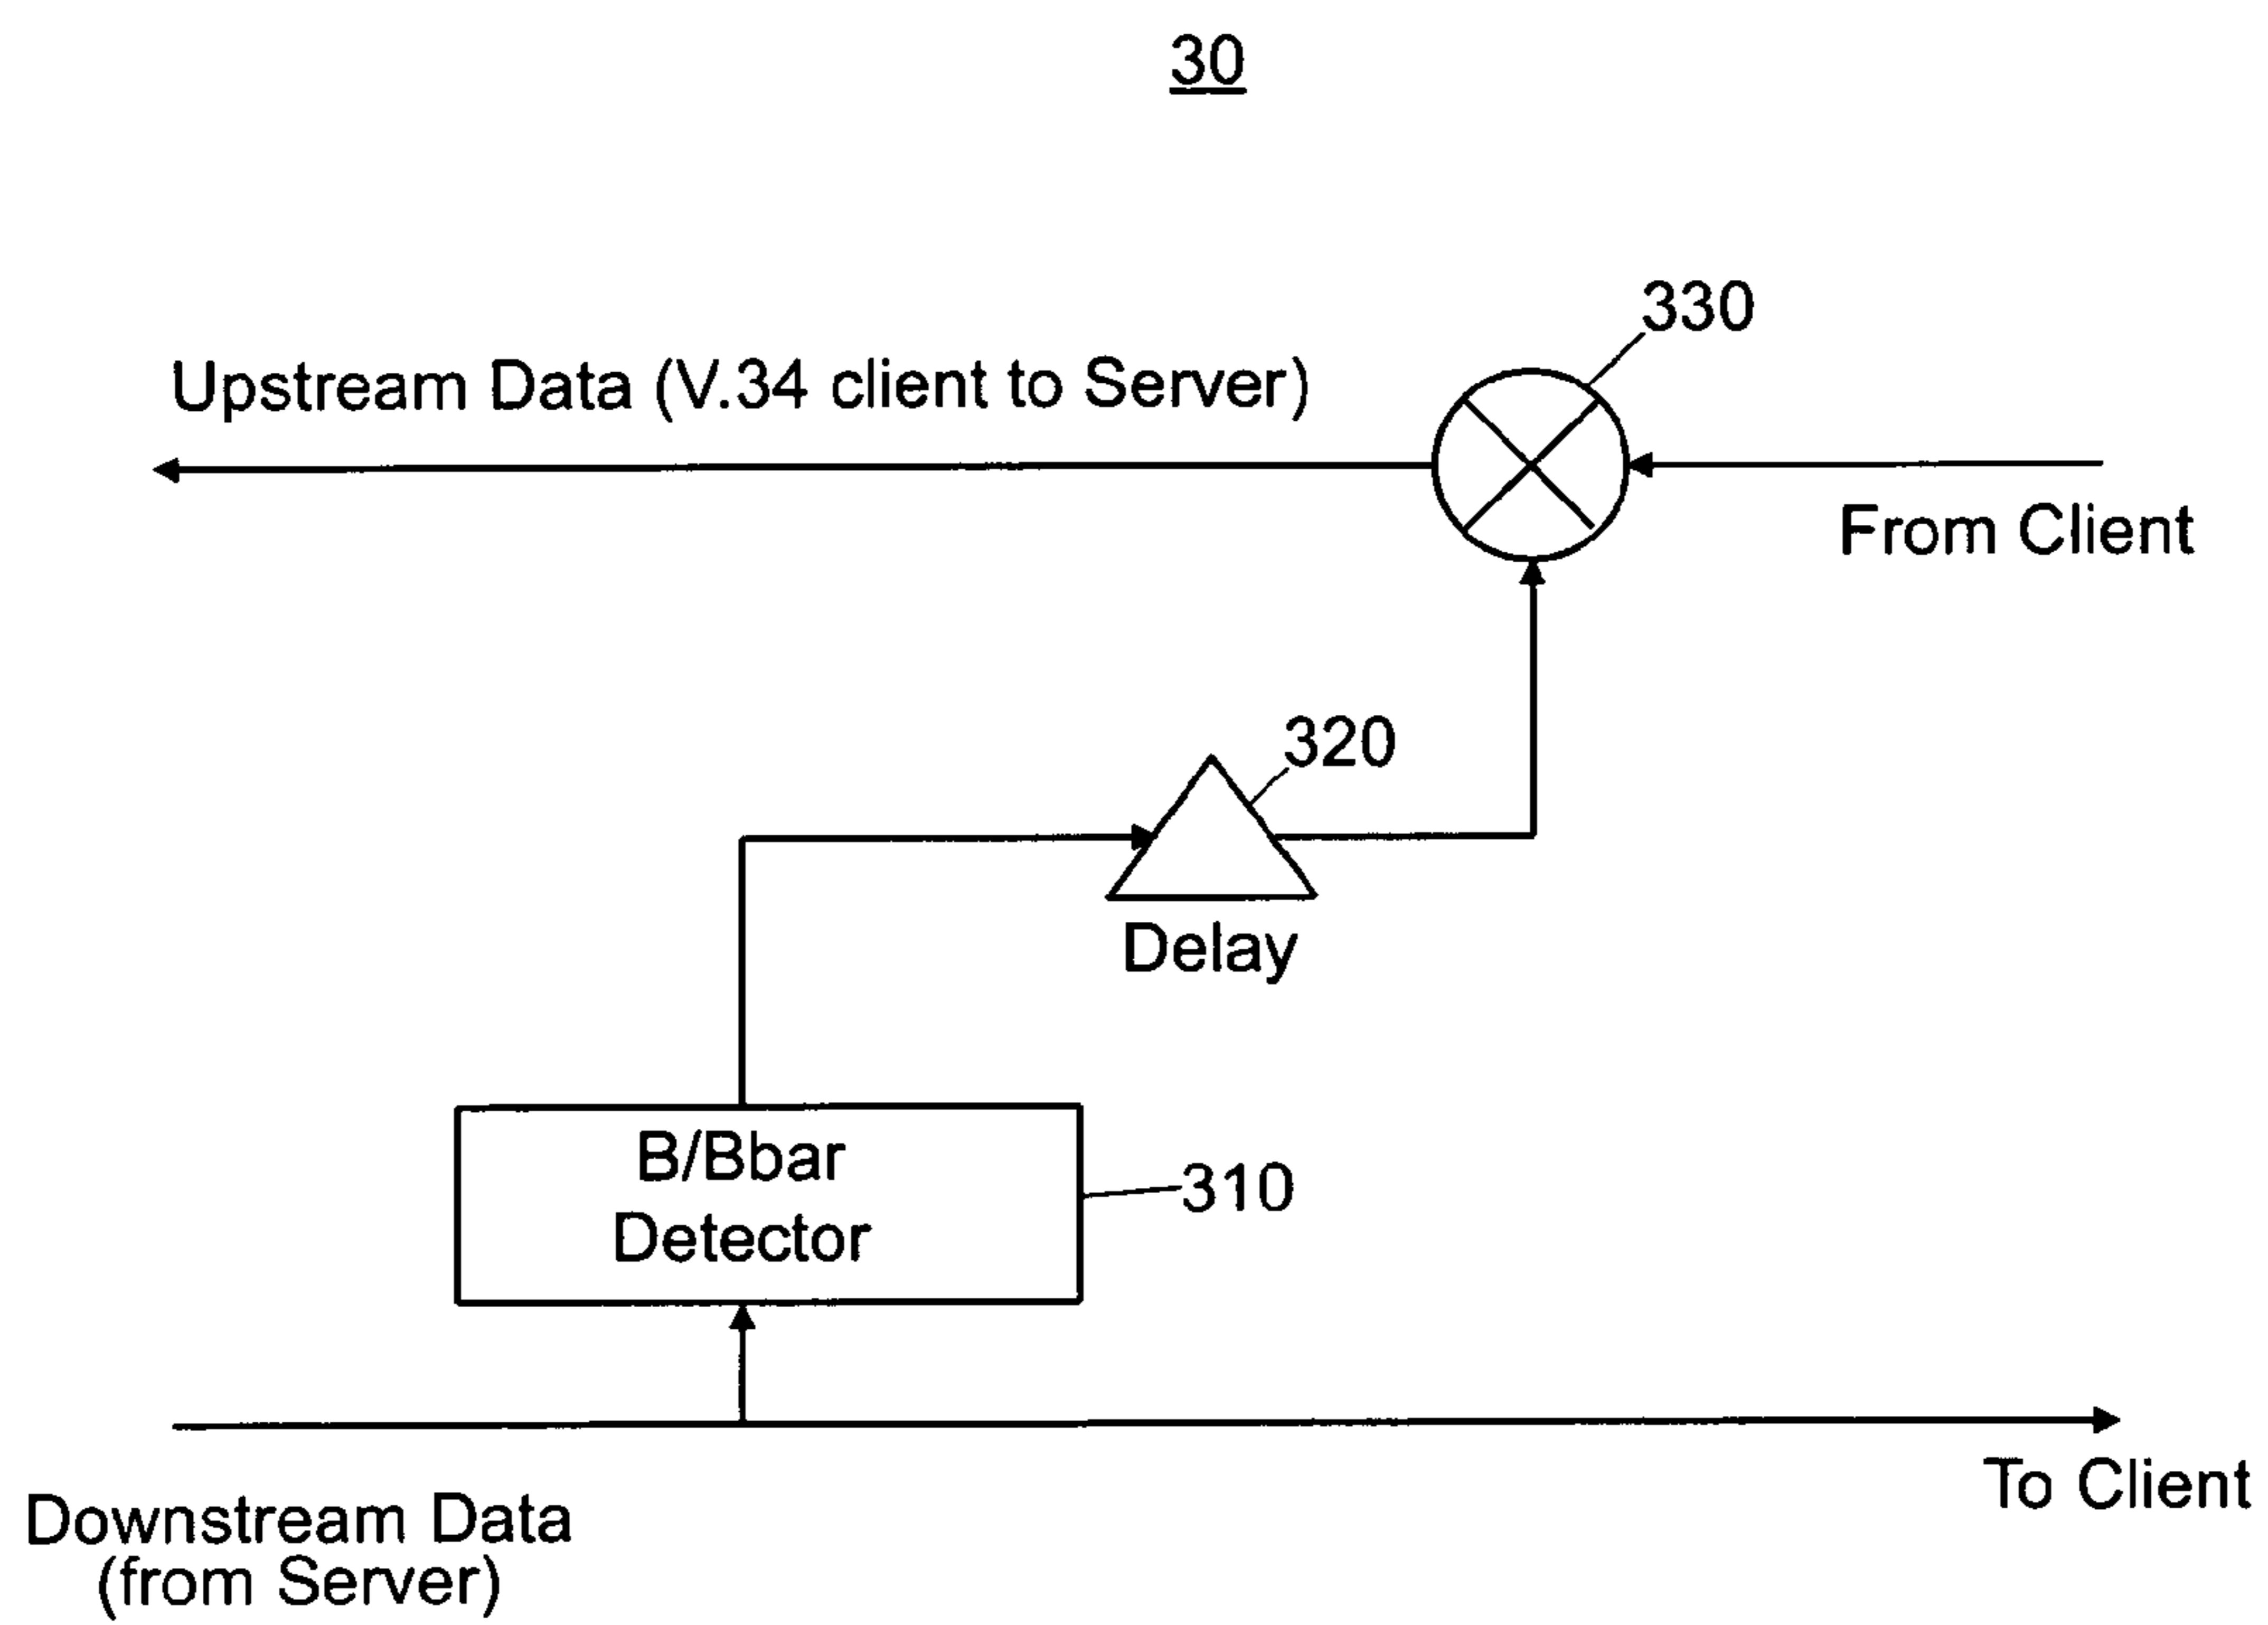 30
330
Upstream Data (V.34 client to Server)
From Client
320
Delay
B/Bbar
Detector
310
To Client
Downstream Data
(from Server)